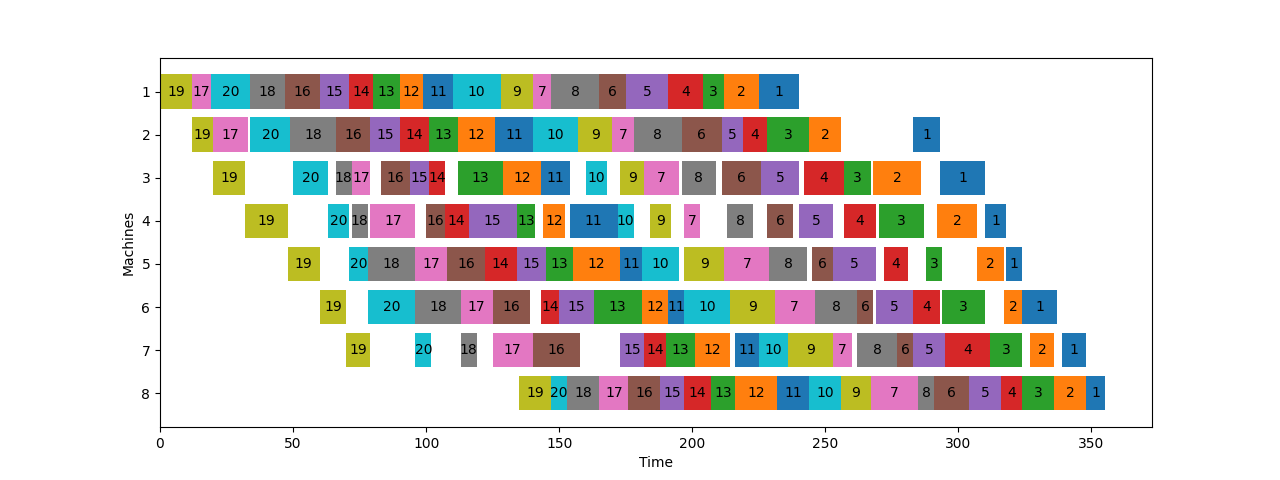 1 19 17 20 18 16 15 14 13 12 11 10 9 7 8 6 5 4 3 2 1
2 19 17 20 18 16 15 14 13 12 11 10 9 7 8 6 5 4 3 2 1
3 19 20 18 17 16 15 14 13 12 11 10 9 7 8 6 5 4 3 2 1
4 19 20 18 17 16 14 15 13 12 11 10 9 7 8 6 5 4 3 2 1
5 19 20 18 17 16 14 15 13 12 11 10 9 7 8 6 5 4 3 2 1
6 19 20 18 17 16 14 15 13 12 11 10 9 7 8 6 5 4 3 2 1
7 19 20 18 17 16 15 14 13 12 11 10 9 7 8 6 5 4 3 2 1
8 19 20 18 17 16 15 14 13 12 11 10 9 7 8 6 5 4 3 2 1
Machines
0 50 100 150 200 250 300 350
Time